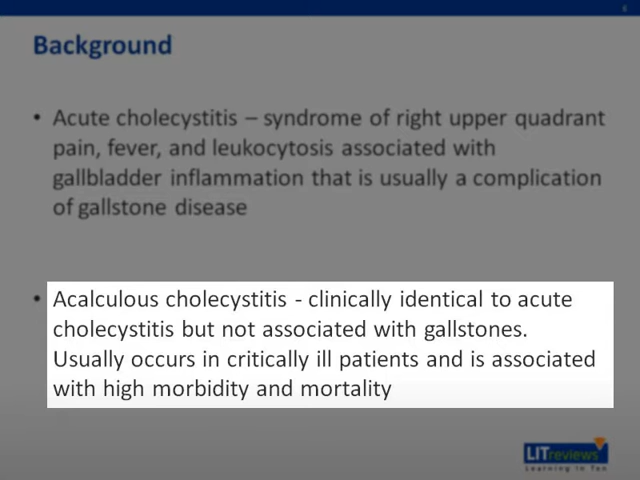 6
Background
• Acute cholecystitis – syndrome of right upper quadrant
pain, fever, and leukocytosis associated with
gallbladder inflammation that is usually a complication
of gallstone disease
• Acalculous cholecystitis - clinically identical to acute
cholecystitis but not associated with gallstones.
Usually occurs in critically ill patients and is associated
with high morbidity and mortality
LITreviews
Learning in Ten